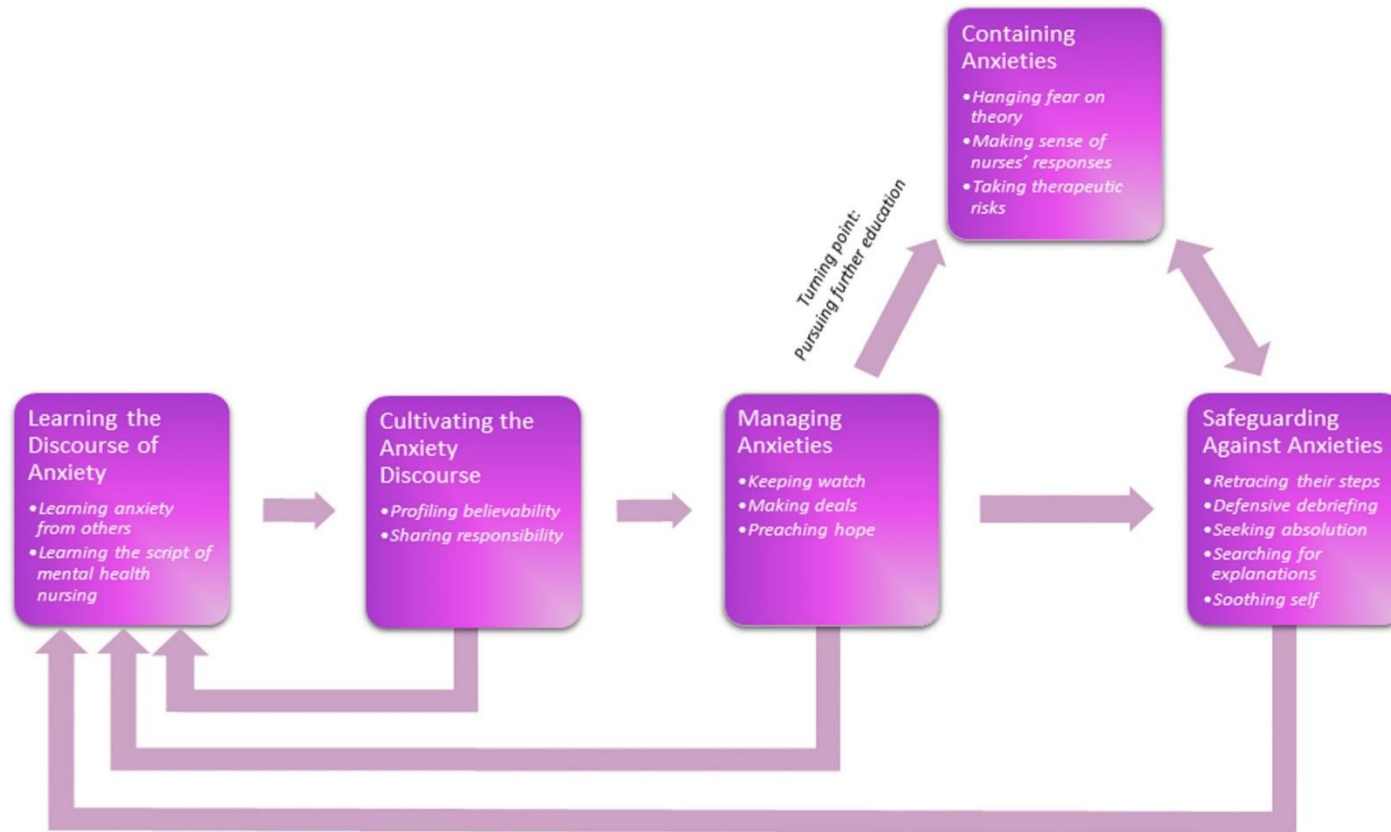 Containing
Anxieties
•Hanging fear on
theory
•Making sense of
nurses’ responses
•Taking therapeutic
risks
Turning point:
Pursuing further education
Learning the
Discourse of
Anxiety
•Learning anxiety
from others
•Learning the script of
mental health
nursing
Cultivating the
Anxiety
Discourse
•Profiling believability
•Sharing responsibility
Managing
Anxieties
•Keeping watch
•Making deals
•Preaching hope
Safeguarding
Against Anxieties
•Retracing their steps
•Defensive debriefing
•Seeking absolution
•Searching for
explanations
•Soothing self